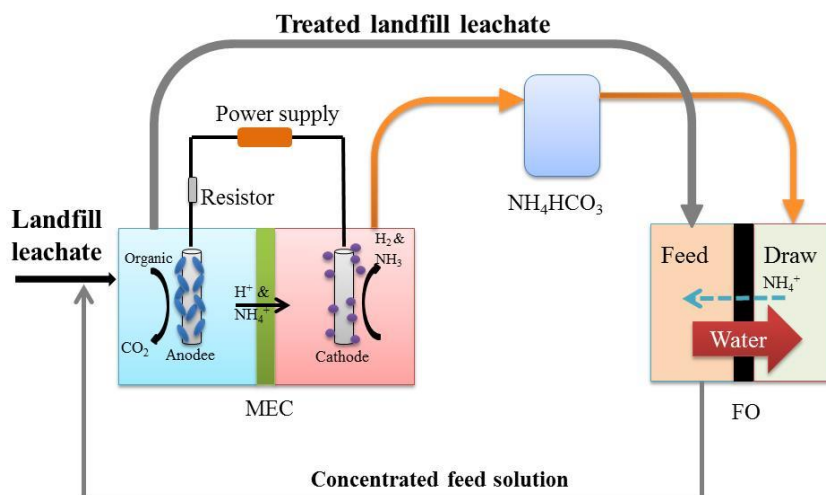 Treated landfill leachate
Power supply
Resistor
NH₄HCO₃
Landfill
leachate
Organic
CO₂
Anodee
H⁺ &
NH₄⁺
H₂ &
NH₃
Cathode
MEC
Feed
Draw
NH₄⁺
Water
FO
Concentrated feed solution